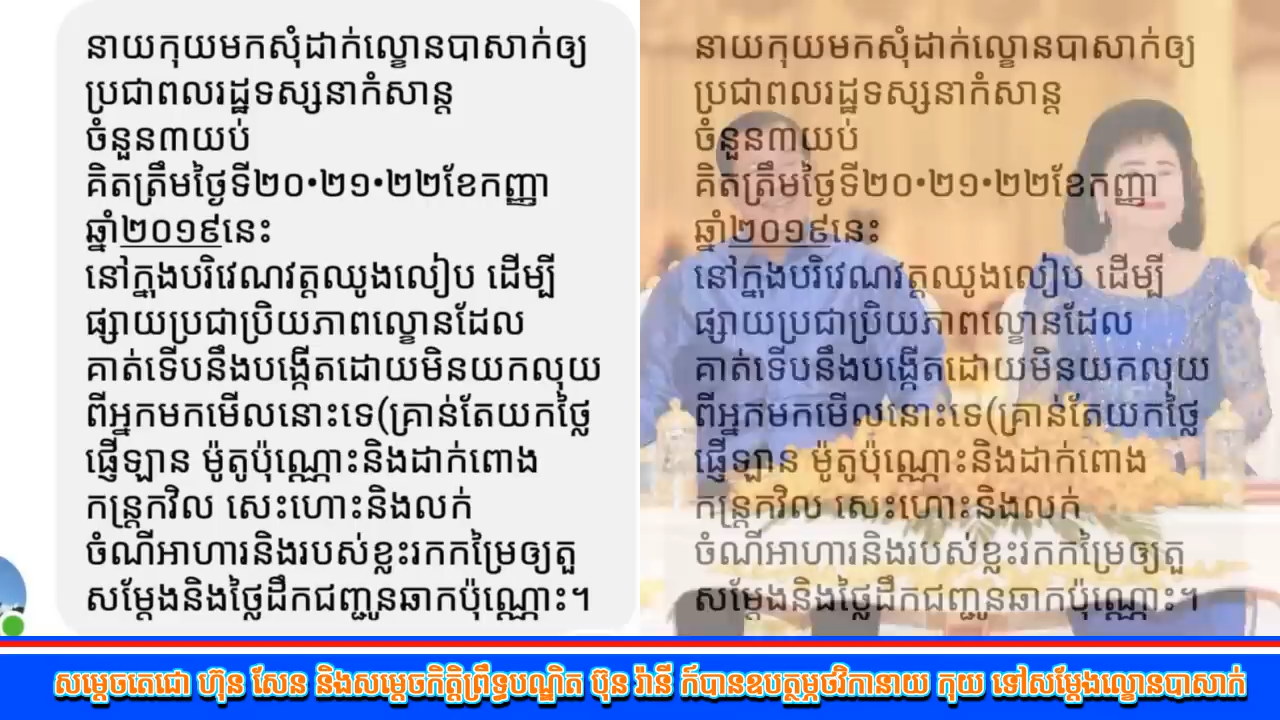 នាយកុយមកសុំដាក់ល្ខោនបាសាក់ឲ្យ
ប្រជាពលរដ្ឋទស្សនាកំសាន្ត
ចំនួន៣យប់
គិតត្រឹមថ្ងៃទី២០•២១•២២ខែកញ្ញា
ឆ្នាំ២០១៩នេះ
នៅក្នុងបរិវេណវត្តឈូងលៀប ដើម្បី
ផ្សាយប្រជាប្រិយភាពល្ខោនដែល
គាត់ទើបនឹងបង្កើតដោយមិនយកលុយ
ពីអ្នកមកមើលនោះទេ(គ្រាន់តែយកថ្លៃ
ផ្ញើឡាន ម៉ូតូប៉ុណ្ណោះនិងដាក់ពោង
កន្ត្រកវិល សេះហោះនិងលក់
ចំណីអាហារនិងរបស់ខ្លះរកកម្រៃឲ្យតួ
សម្តែងនិងថ្លៃដឹកជញ្ជូនឆាកប៉ុណ្ណោះ។
នាយកុយមកសុំដាក់ល្ខោនបាសាក់ឲ្យ
ប្រជាពលរដ្ឋទស្សនាកំសាន្ត
ចំនួន៣យប់
គិតត្រឹមថ្ងៃទី២០•២១•២២ខែកញ្ញា
ឆ្នាំ២០១៩នេះ
នៅក្នុងបរិវេណវត្តឈូងលៀប ដើម្បី
ផ្សាយប្រជាប្រិយភាពល្ខោនដែល
គាត់ទើបនឹងបង្កើតដោយមិនយកលុយ
ពីអ្នកមកមើលនោះទេ(គ្រាន់តែយកថ្លៃ
ផ្ញើឡាន ម៉ូតូប៉ុណ្ណោះនិងដាក់ពោង
កន្ត្រកវិល សេះហោះនិងលក់
ចំណីអាហារនិងរបស់ខ្លះរកកម្រៃឲ្យតួ
សម្តែងនិងថ្លៃដឹកជញ្ជូនឆាកប៉ុណ្ណោះ។
សម្តេចតេជោ ហ៊ុន សែន និងសម្តេចកិត្តិព្រឹទ្ធបណ្ឌិត ប៊ុន រ៉ានី ក៍បានឧបត្ថម្ភថវិកានាយ កុយ ទៅសម្តែងល្ខោនបាសាក់